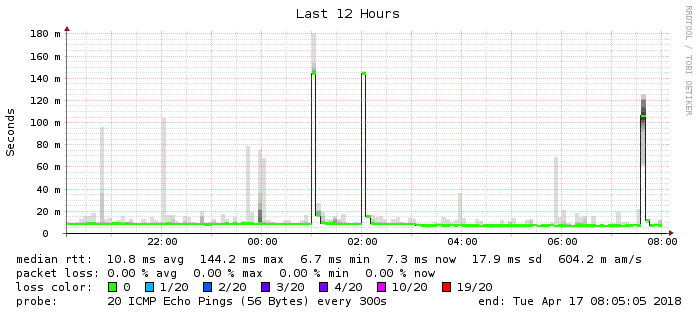 Last 12 Hours
RRDTOOL / TOBI OETIKER
Seconds
180 m
160 m
140 m
120 m
100 m
80 m
60 m
40 m
20 m
0
22:00 00:00 02:00 04:00 06:00 08:00
median rtt: 10.8 ms avg 144.2 ms max 6.7 ms min 7.3 ms now 17.9 ms sd 604.2 m am/s
packet loss: 0.00 % avg 0.00 % max 0.00 % min 0.00 % now
loss color: 0 1/20 2/20 3/20 4/20 10/20 19/20
probe: 20 ICMP Echo Pings (56 Bytes) every 300s end: Tue Apr 17 08:05:05 2018